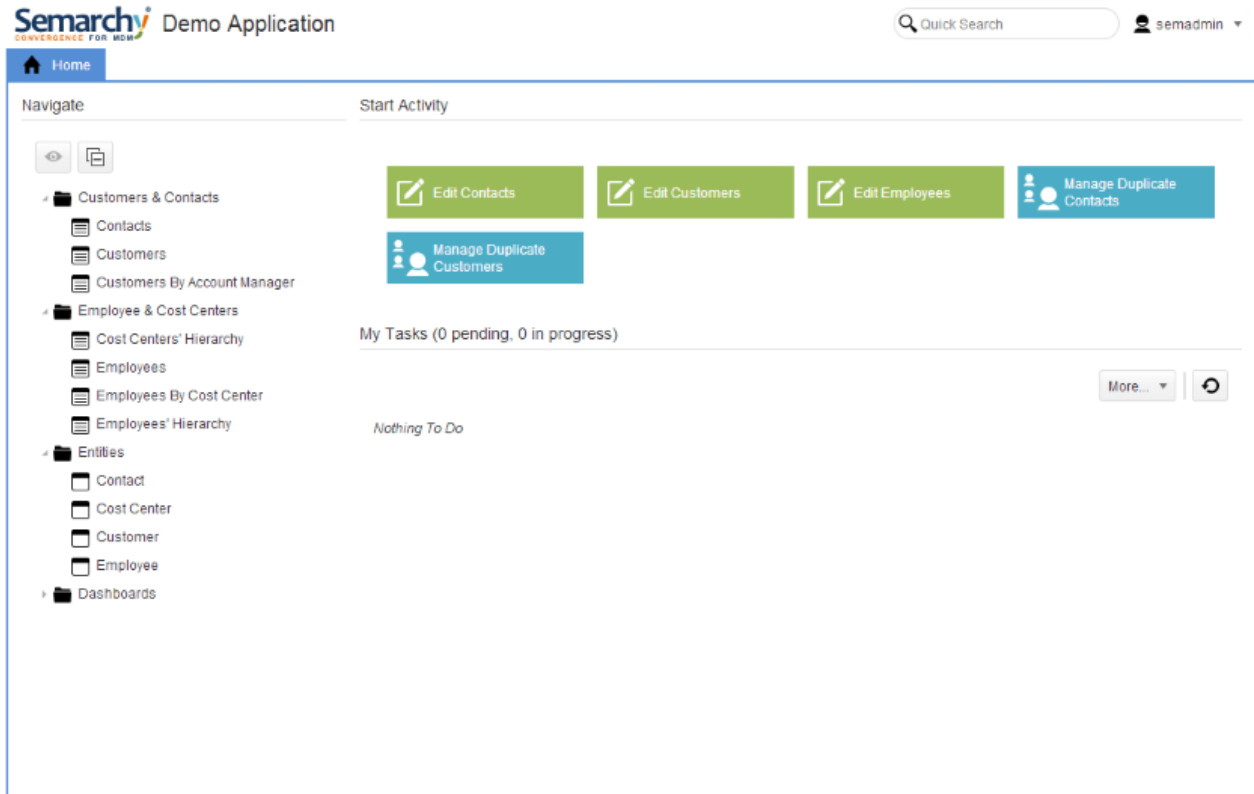 Semarchy Demo Application
CONVERGENCE FOR MDM
Quick Search
semadmin
Home
Navigate
Customers & Contacts
Contacts
Customers
Customers By Account Manager
Employee & Cost Centers
Cost Centers' Hierarchy
Employees
Employees By Cost Center
Employees' Hierarchy
Entities
Contact
Cost Center
Customer
Employee
Dashboards
Start Activity
Edit Contacts
Edit Customers
Edit Employees
Manage Duplicate
Contacts
Manage Duplicate
Customers
My Tasks (0 pending, 0 in progress)
More...
Nothing To Do